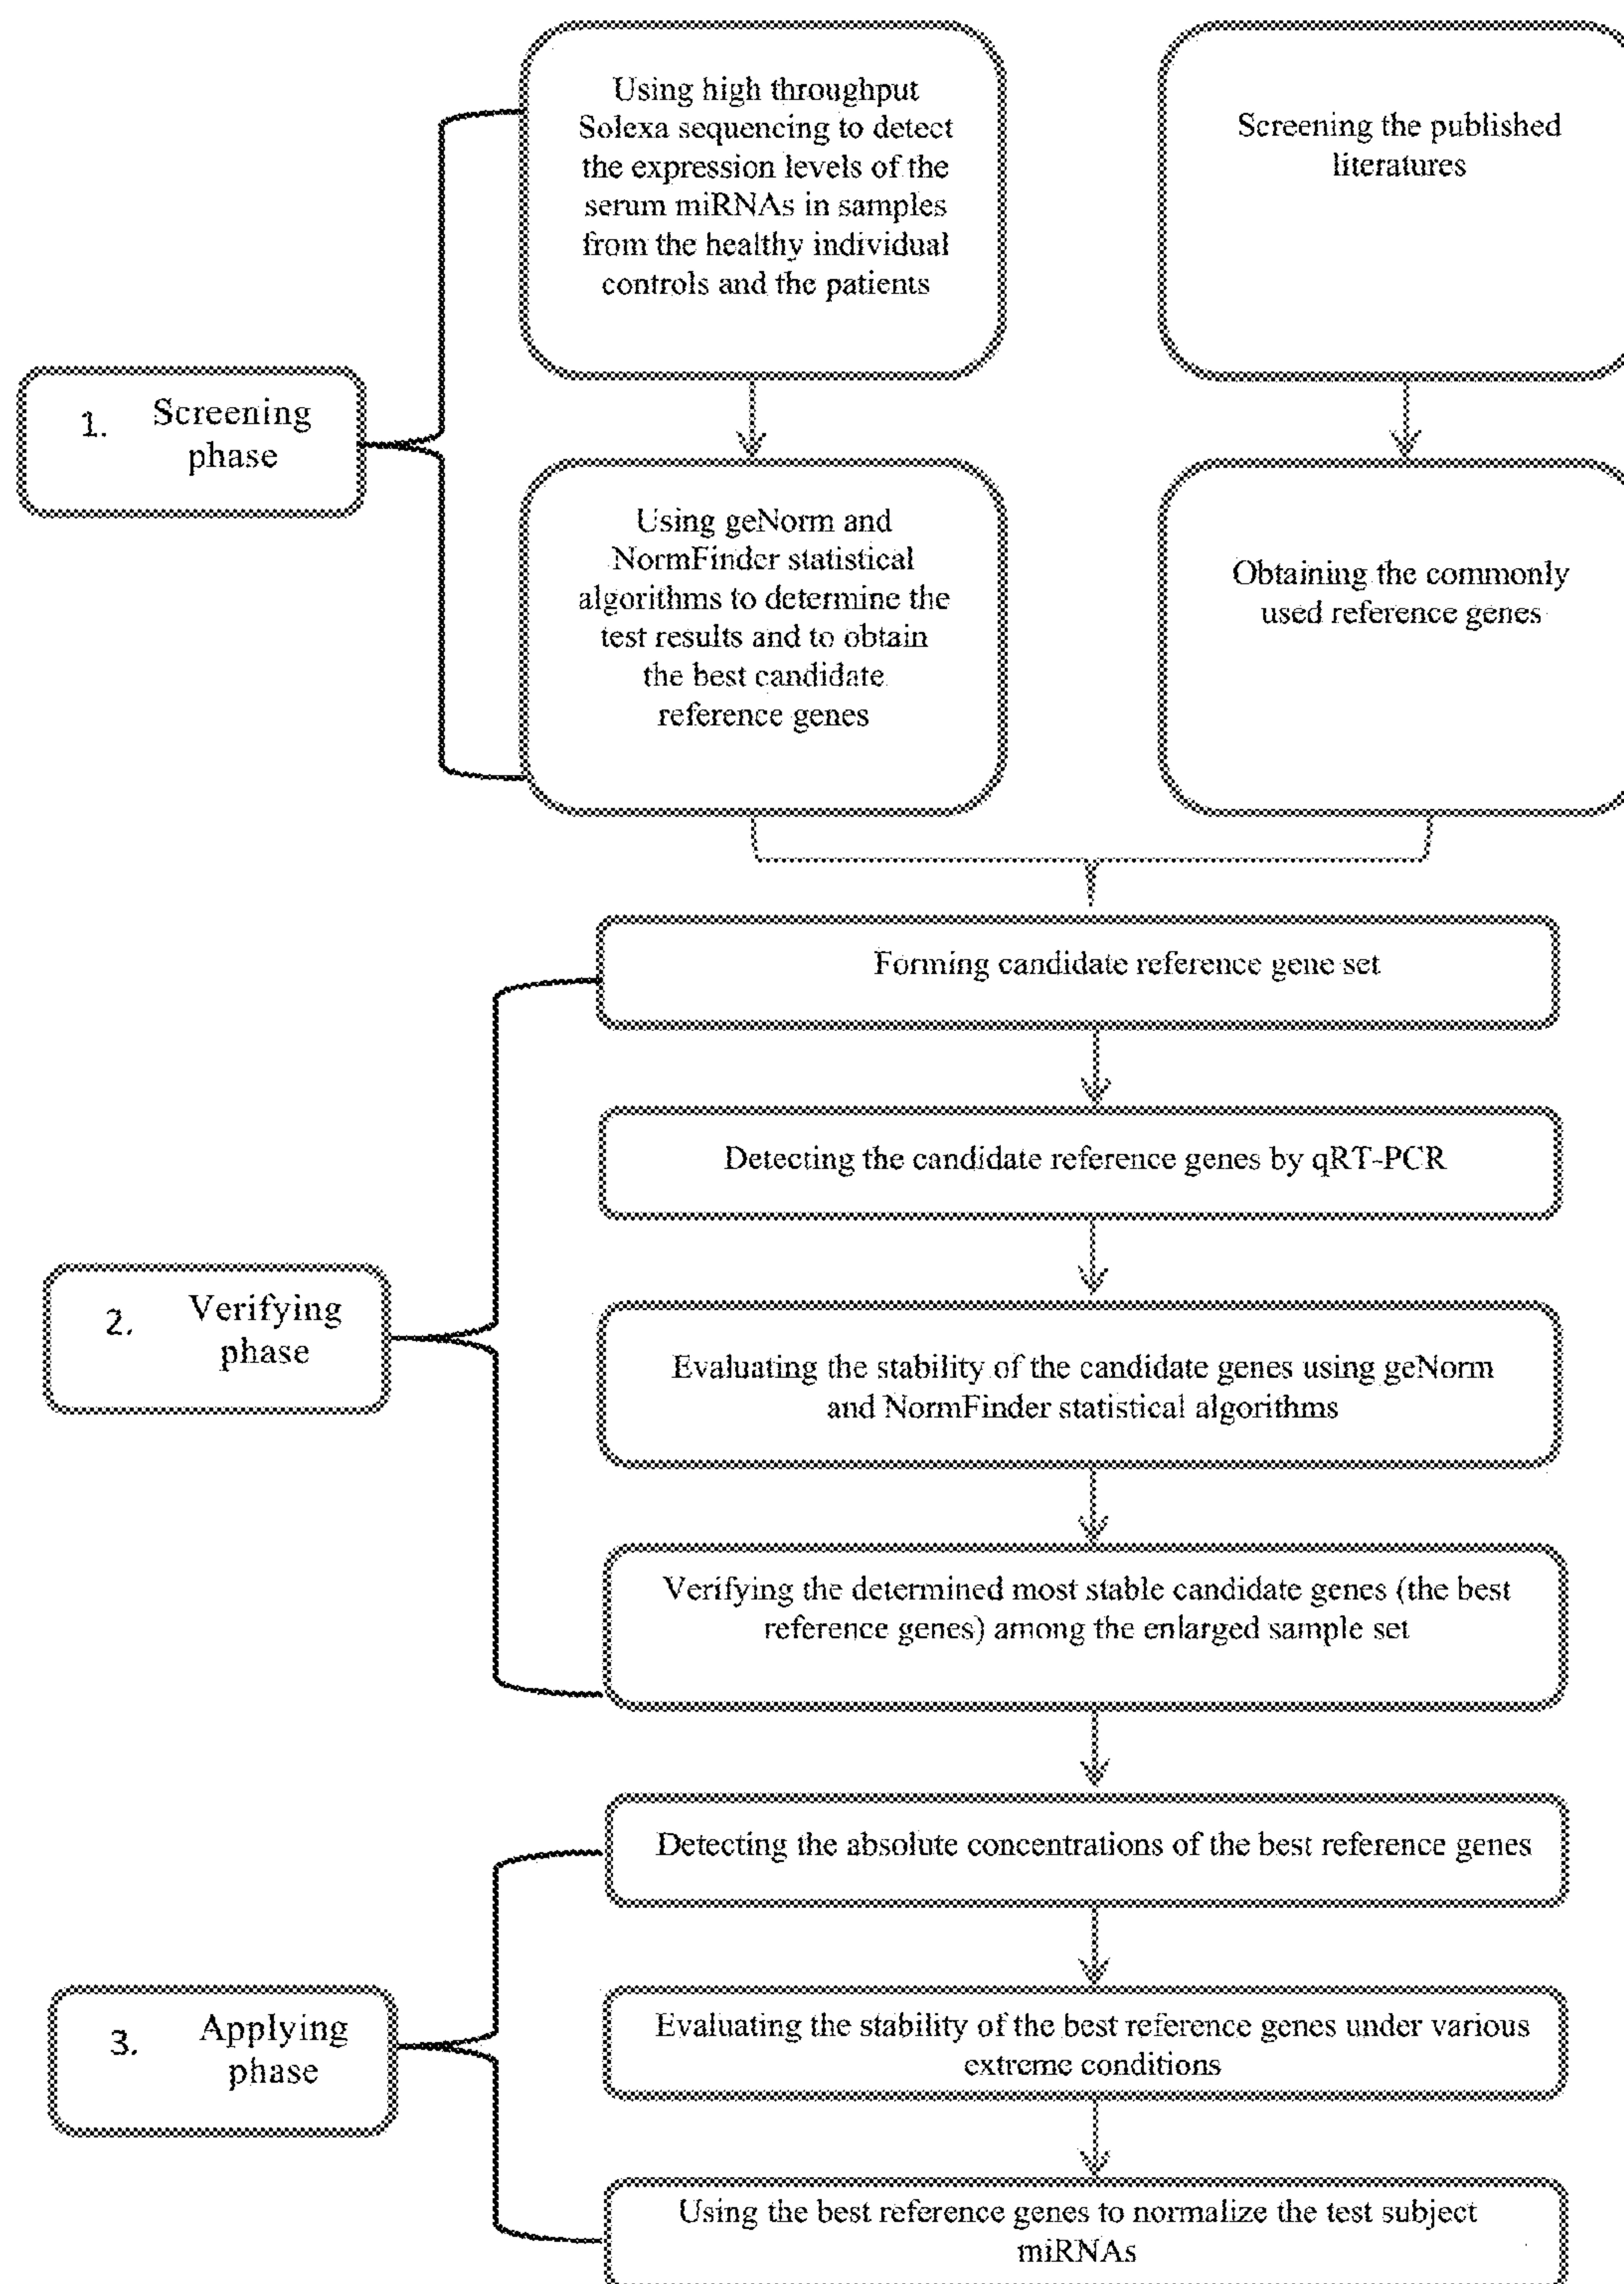 Using high throughput
Solexa sequencing to detect
the expression levels of the
serum miRNAs in samples
from the healthy individual
controls and the patients
Screening the published
literatures
1. Screening
phase
Using geNorm and
NormFinder statistical
algorithms to determine the
test results and to obtain
the best candidate
reference genes
Obtaining the commonly
used reference genes
Forming candidate reference gene set
Detecting the candidate reference genes by qRT-PCR
2. Verifying
phase
Evaluating the stability of the candidate genes using geNorm
and NormFinder statistical algorithms
Verifying the determined most stable candidate genes (the best
reference genes) among the enlarged sample set
Detecting the absolute concentrations of the best reference genes
3. Applying
phase
Evaluating the stability of the best reference genes under various
extreme conditions
Using the best reference genes to normalize the test subject
miRNAs